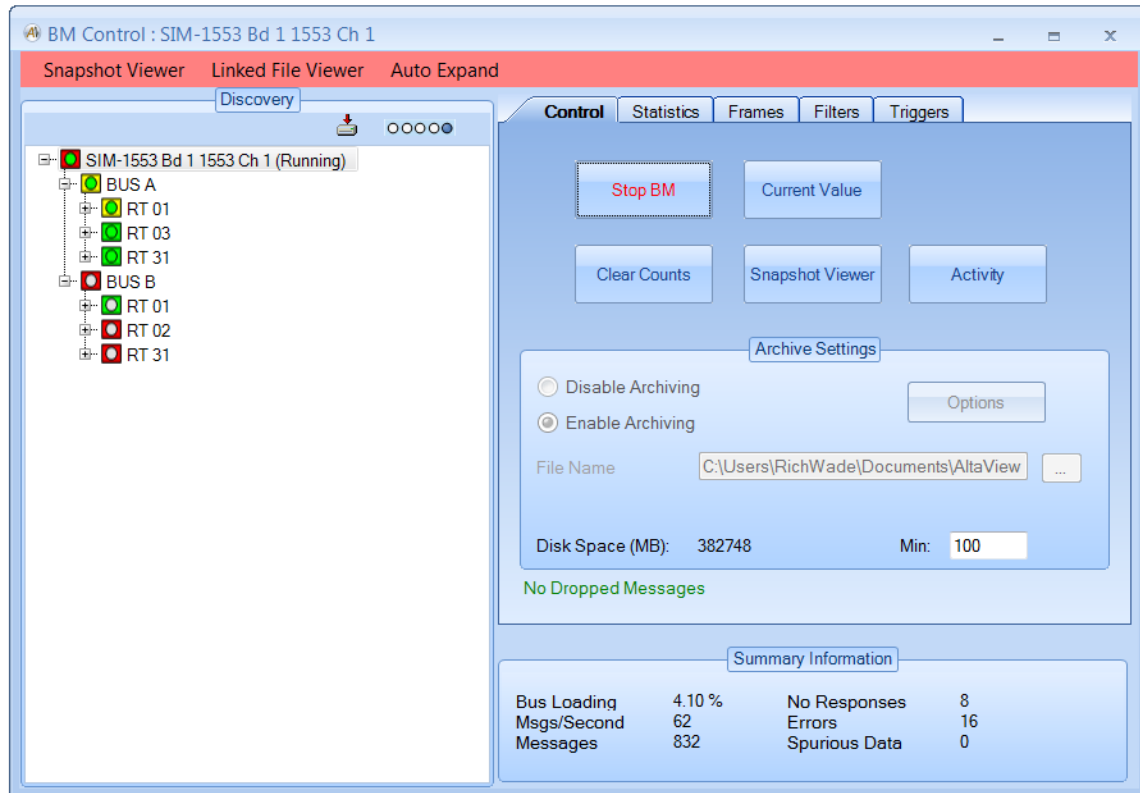 BM Control : SIM-1553 Bd 1 1553 Ch 1
Snapshot Viewer Linked File Viewer Auto Expand
Discovery
SIM-1553 Bd 1 1553 Ch 1 (Running)
BUS A
RT 01
RT 03
RT 31
BUS B
RT 01
RT 02
RT 31
Control Statistics Frames Filters Triggers
Stop BM Current Value
Clear Counts Snapshot Viewer Activity
Archive Settings
Disable Archiving
Options
Enable Archiving
File Name C:\Users\RichWade\Documents\AltaView ...
Disk Space (MB): 382748 Min: 100
No Dropped Messages
Summary Information
Bus Loading 4.10 % No Responses 8
Msgs/Second 62 Errors 16
Messages 832 Spurious Data 0